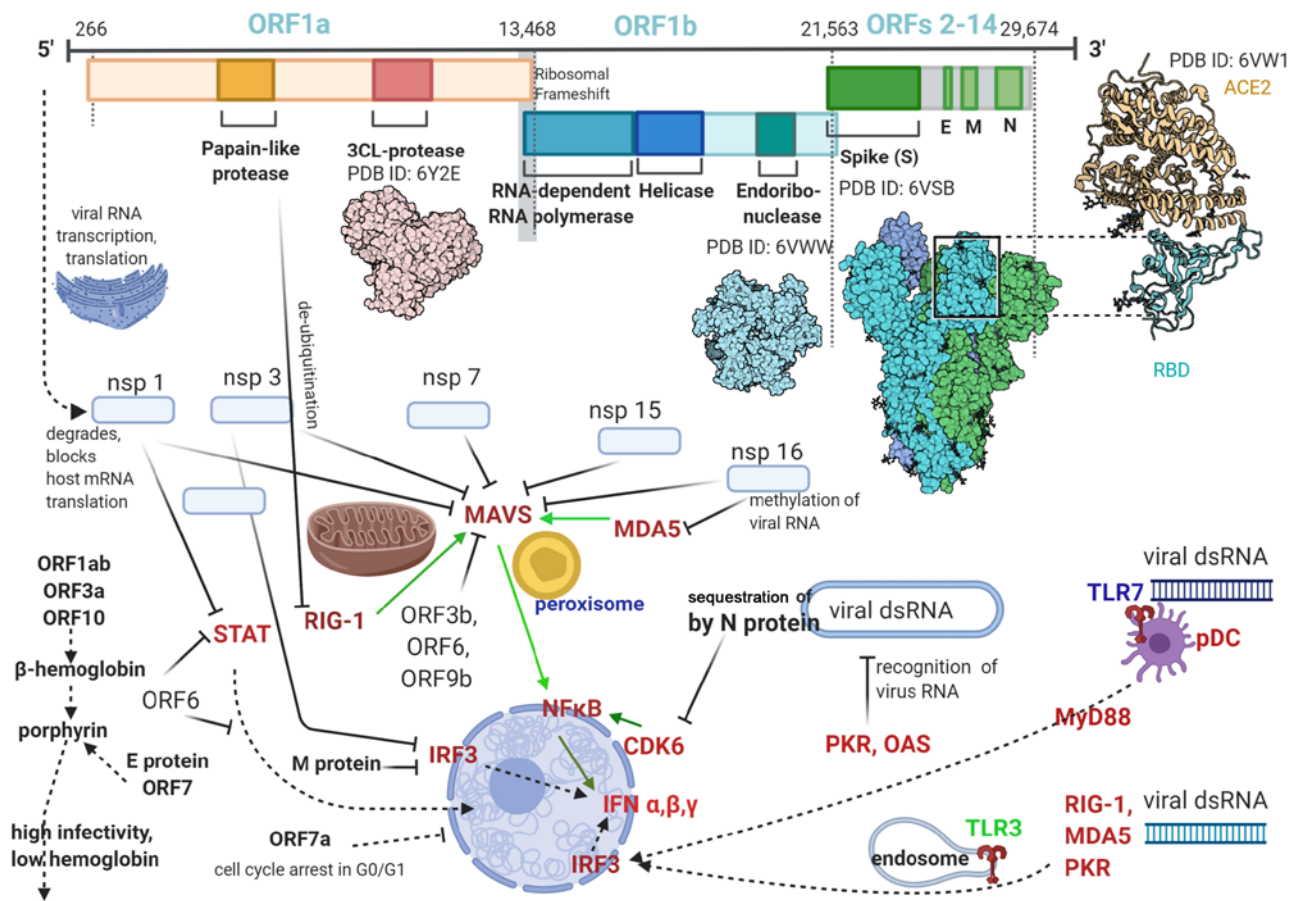 ORF1a
ORF1b
ORFs 2-14
266
13,468
21,563
29,674
5'
3'
Ribosomal
Frameshift
PDB ID: 6VW1
ACE2
Papain-like
protease
3CL-protease
PDB ID: 6Y2E
RNA-dependent
RNA polymerase
Helicase
Endoribo-
nuclease
PDB ID: 6VWW
Spike (S)
PDB ID: 6VSB
E
M
N
RBD
viral RNA
transcription,
translation
de-ubiquitination
nsp 1
nsp 3
nsp 7
nsp 15
nsp 16
degrades,
blocks
host mRNA
translation
methylation of
viral RNA
MAVS
MDA5
peroxisome
RIG-1
STAT
ORF3b,
ORF6,
ORF9b
ORF1ab
ORF3a
ORF10
β-hemoglobin
porphyrin
E protein
ORF7
high infectivity,
low hemoglobin
ORF6
M protein
ORF7a
cell cycle arrest in G0/G1
NFκB
CDK6
IRF3
IFN α,β,γ
IRF3
sequestration of
by N protein
viral dsRNA
recognition of
virus RNA
PKR, OAS
viral dsRNA
TLR7
pDC
MyD88
TLR3
endosome
RIG-1,
MDA5
PKR
viral dsRNA